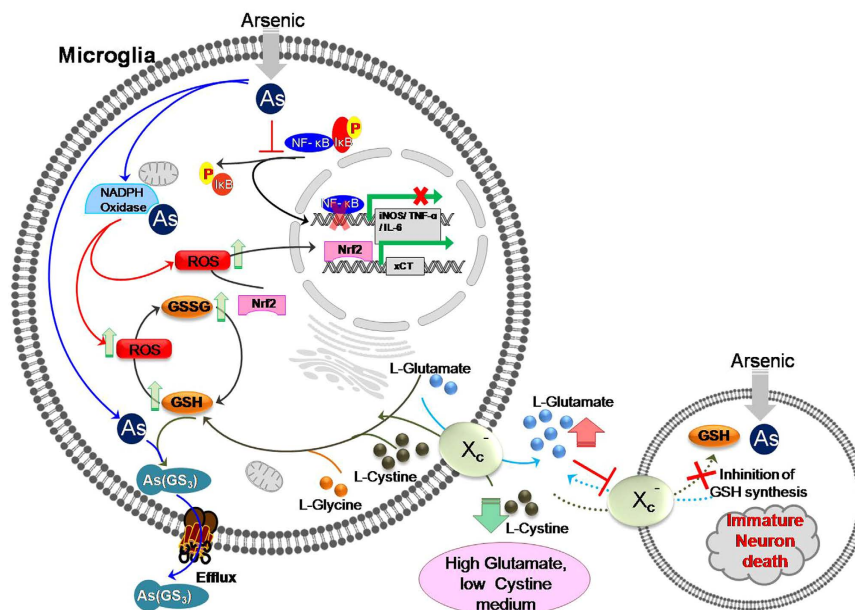 Arsenic
Microglia
As
P
NF- κB
IκB
P
IκB
NADPH
Oxidase
As
NF-κB
iNOS/ TNF-α
/ IL-6
Nrf2
xCT
ROS
Nrf2
GSSG
ROS
GSH
As
As(GS3)
Efflux
As(GS3)
L-Glutamate
L-Cystine
L-Glycine
Xc-
L-Glutamate
L-Cystine
High Glutamate,
low Cystine
medium
Arsenic
GSH
As
Xc-
Inhinition of
GSH synthesis
Immature
Neuron
death